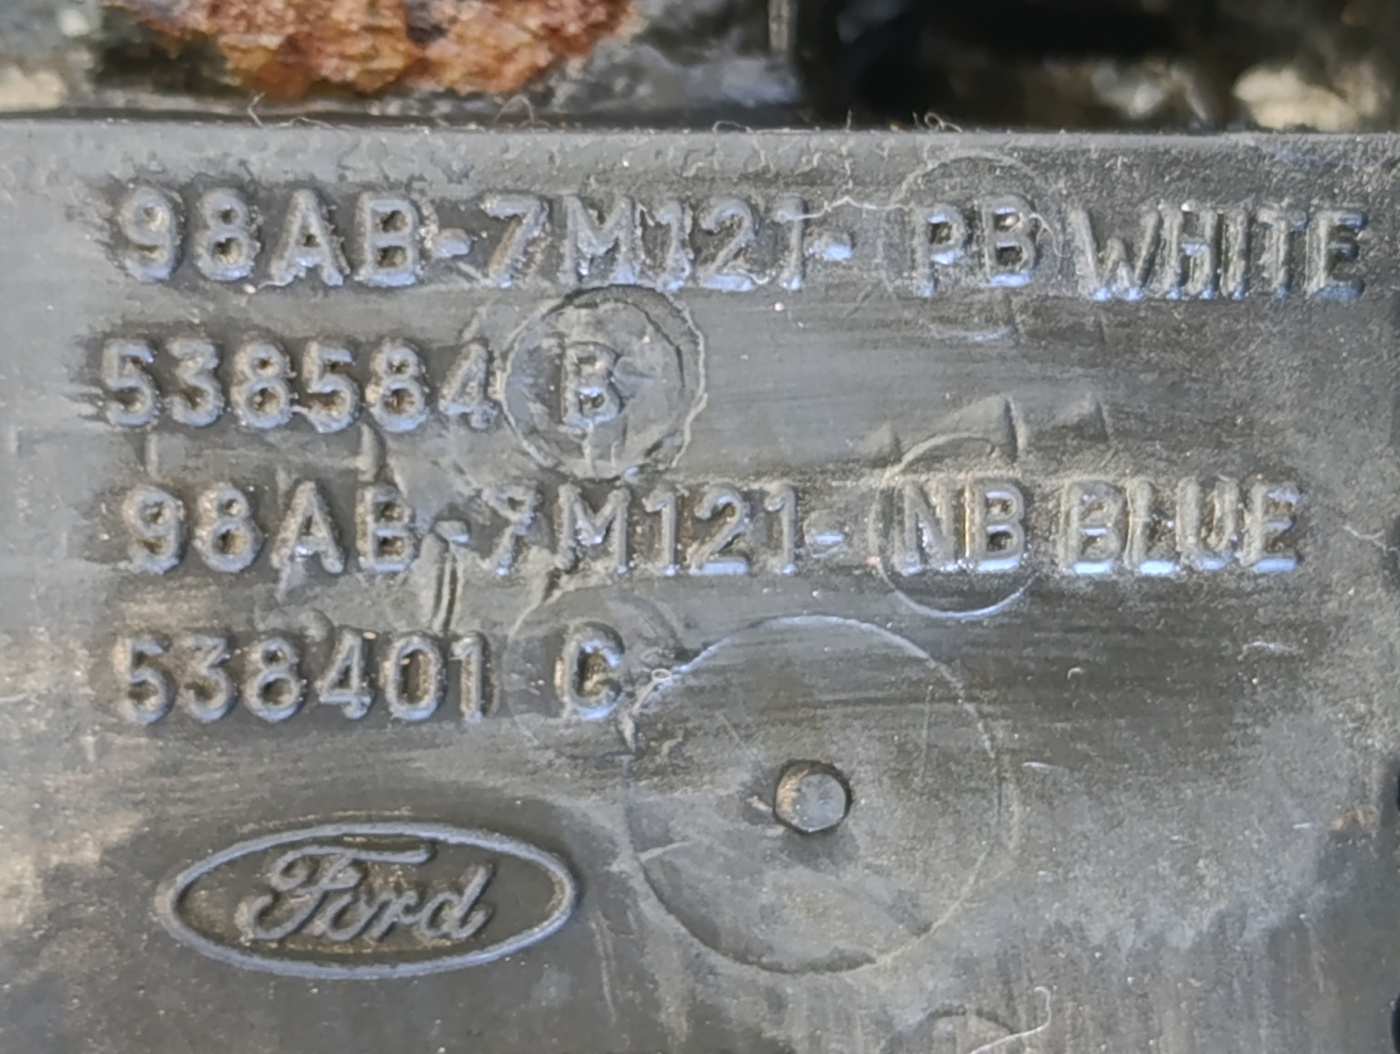 98AB-7M121-PB WHITE
538584 B
98AB-7M121-NB BLUE
538401 C
Ford